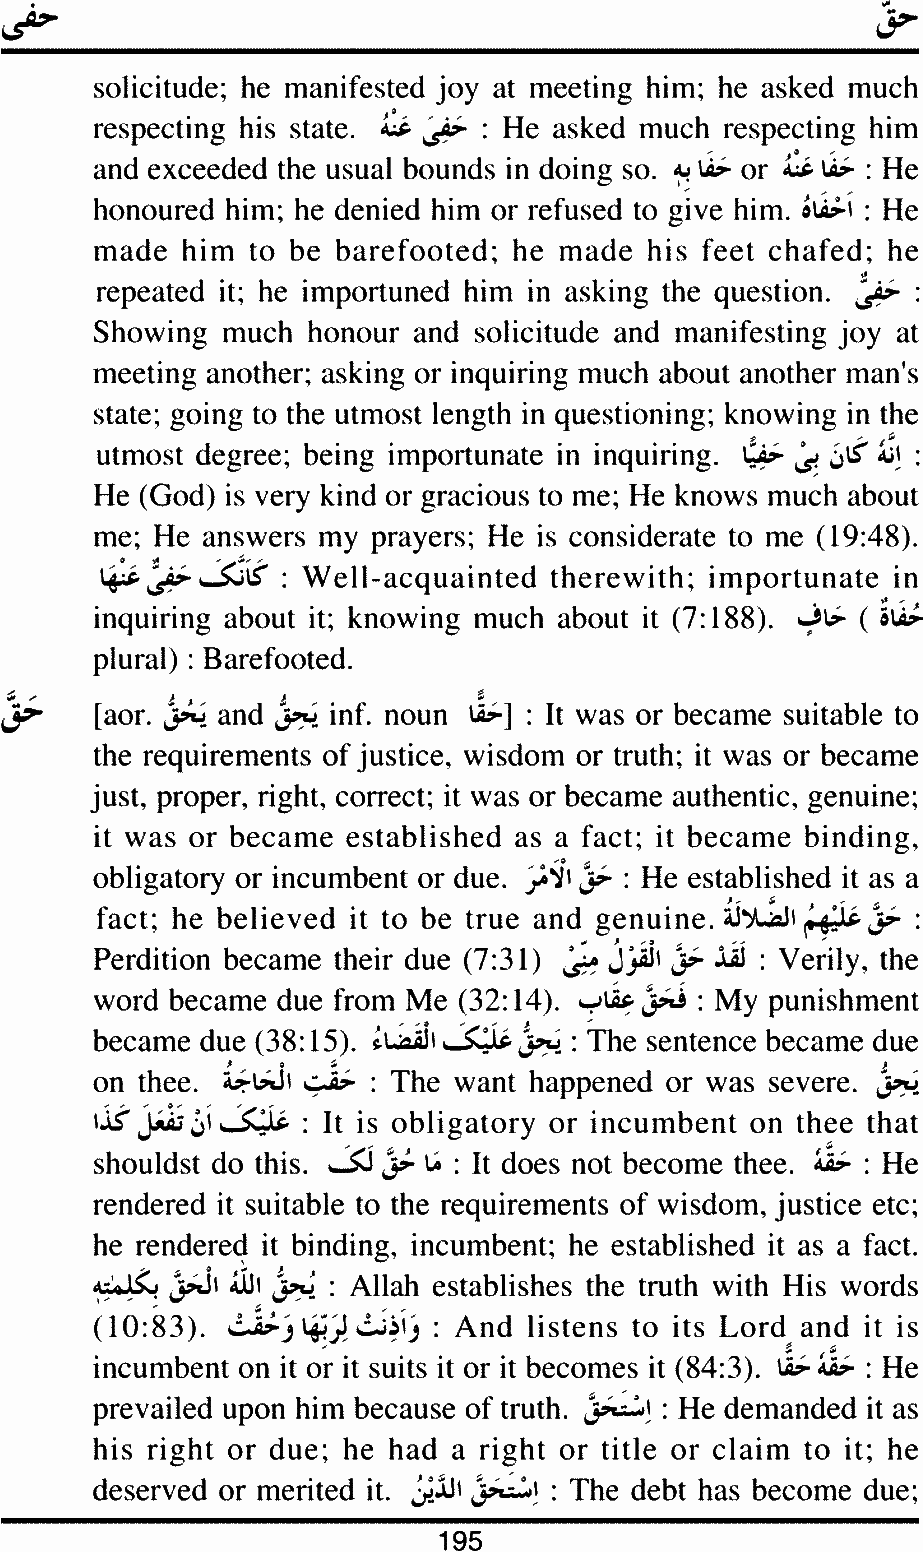 حفى حقّ
solicitude; he manifested joy at meeting him; he asked much
respecting his state. حَفِىَ عَنْهُ : He asked much respecting him
and exceeded the usual bounds in doing so. حَفَا بِهٖ or حَفَا عَنْهُ : He
honoured him; he denied him or refused to give him. اَحْفَاهُ : He
made him to be barefooted; he made his feet chafed; he
repeated it; he importuned him in asking the question. حَفِىٌّ :
Showing much honour and solicitude and manifesting joy at
meeting another; asking or inquiring much about another man's
state; going to the utmost length in questioning; knowing in the
utmost degree; being importunate in inquiring. اِنَّهٗ كَانَ بِىْ حَفِيًّا :
He (God) is very kind or gracious to me; He knows much about
me; He answers my prayers; He is considerate to me (19:48).
كَاَنَّكَ حَفِىٌّ عَنْهَا : Well-acquainted therewith; importunate in
inquiring about it; knowing much about it (7:188). حَافٍ ( حُفَاةٌ
plural) : Barefooted.
حَقَّ [aor. يَحُقُّ and يَحِقُّ inf. noun حَقًّا] : It was or became suitable to
the requirements of justice, wisdom or truth; it was or became
just, proper, right, correct; it was or became authentic, genuine;
it was or became established as a fact; it became binding,
obligatory or incumbent or due. حَقَّ الْاَمْرَ : He established it as a
fact; he believed it to be true and genuine. حَقَّ عَلَيْهِمُ الضَّلَالَةُ :
Perdition became their due (7:31) لَقَدْ حَقَّ الْقَوْلُ مِنِّىْ : Verily, the
word became due from Me (32:14). فَحَقَّ عِقَابِ : My punishment
became due (38:15). يَحِقُّ عَلَيْكَ الْقَضَاءُ : The sentence became due
on thee. حَقَّتِ الْحَاجَةُ : The want happened or was severe. يَحِقُّ
عَلَيْكَ اَنْ تَفْعَلَ كَذَا : It is obligatory or incumbent on thee that
shouldst do this. مَا حُقَّ لَكَ : It does not become thee. حَقَّهٗ : He
rendered it suitable to the requirements of wisdom, justice etc;
he rendered it binding, incumbent; he established it as a fact.
يُحِقُّ اللّٰهُ الْحَقَّ بِكَلِمٰتِهٖ : Allah establishes the truth with His words
(10:83). وَاَذِنَتْ لِرَبِّهَا وَحُقَّتْ : And listens to its Lord and it is
incumbent on it or it suits it or it becomes it (84:3). حَقَّهٗ حَقًّا : He
prevailed upon him because of truth. اِسْتَحَقَّ : He demanded it as
his right or due; he had a right or title or claim to it; he
deserved or merited it. اِسْتَحَقَّ الدَّيْنُ : The debt has become due;
195